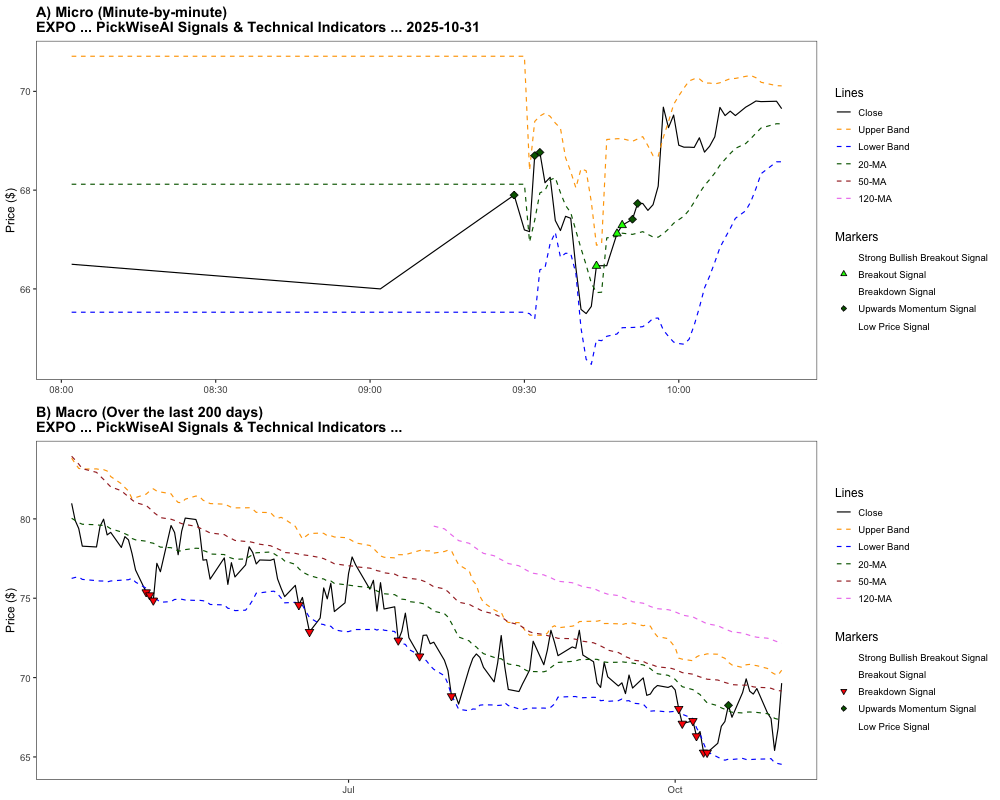 A) Micro (Minute-by-minute)
EXPO ... PickWiseAI Signals & Technical Indicators ... 2025-10-31
Price ($)
70
68
66
08:00
08:30
09:00
09:30
10:00
Lines
Close
Upper Band
Lower Band
20-MA
50-MA
120-MA
Markers
Strong Bullish Breakout Signal
Breakout Signal
Breakdown Signal
Upwards Momentum Signal
Low Price Signal
B) Macro (Over the last 200 days)
EXPO ... PickWiseAI Signals & Technical Indicators ...
Price ($)
80
75
70
65
Jul
Oct
Lines
Close
Upper Band
Lower Band
20-MA
50-MA
120-MA
Markers
Strong Bullish Breakout Signal
Breakout Signal
Breakdown Signal
Upwards Momentum Signal
Low Price Signal